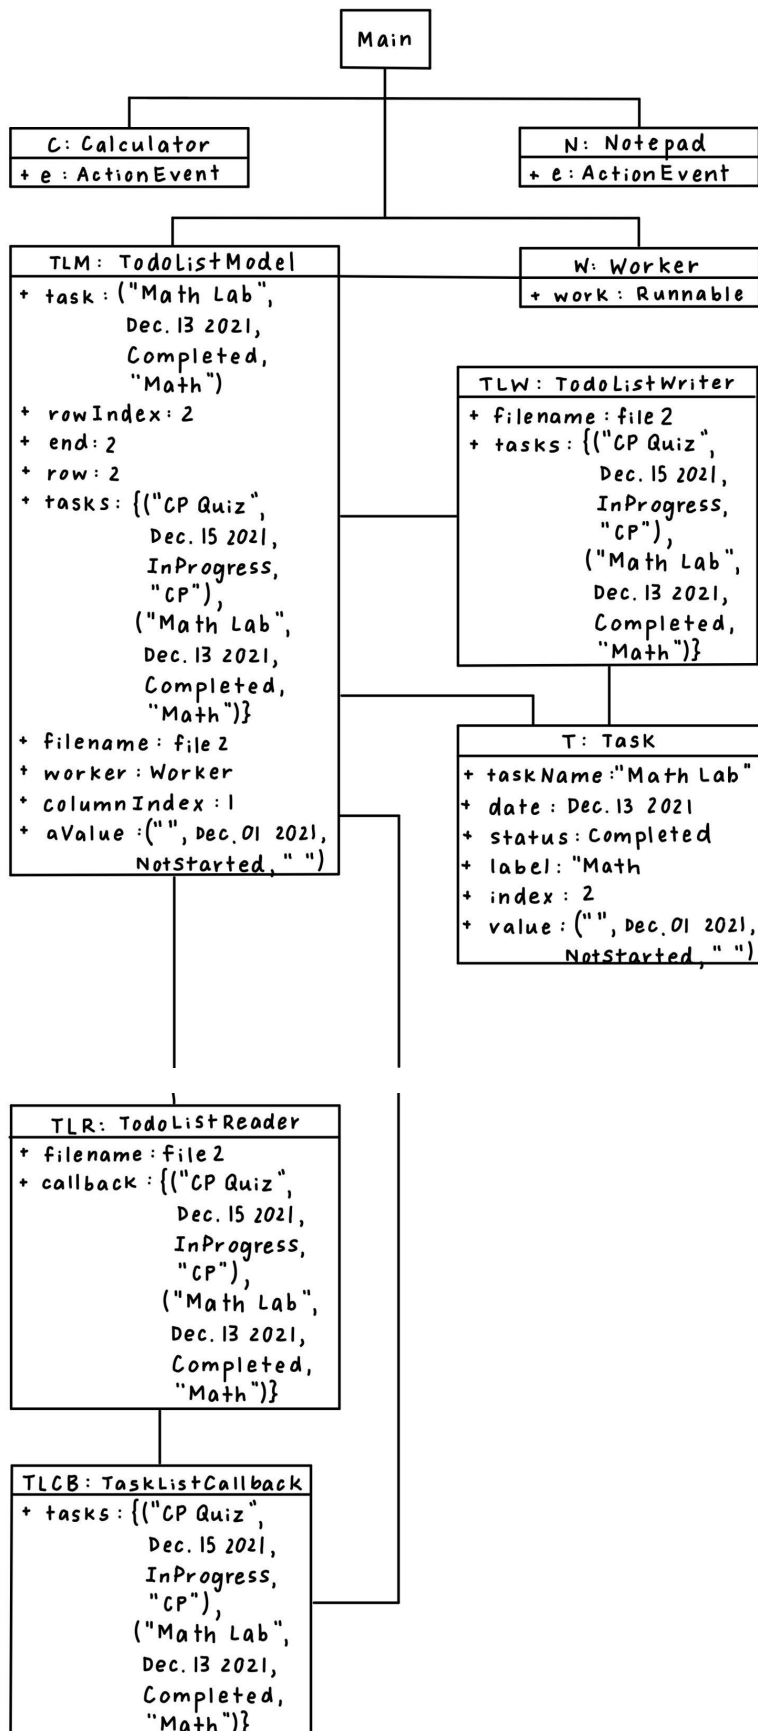 Main
C: Calculator
+ e: ActionEvent
N: Notepad
+ e: ActionEvent
TLM: TodoListModel
+ task: ("Math Lab",
Dec. 13 2021,
Completed,
"Math")
+ rowIndex: 2
+ end: 2
+ row: 2
+ tasks: {("CP Quiz",
Dec. 15 2021,
InProgress,
"CP"),
("Math Lab",
Dec. 13 2021,
Completed,
"Math")}
+ filename: file2
+ worker: Worker
+ columnIndex: 1
+ aValue: ("", Dec. 01 2021,
NotStarted, " ")
W: Worker
+ work: Runnable
TLW: TodoListWriter
+ filename: file2
+ tasks: {("CP Quiz",
Dec. 15 2021,
InProgress,
"CP"),
("Math Lab",
Dec. 13 2021,
Completed,
"Math")}
T: Task
+ taskName: "Math Lab"
+ date: Dec. 13 2021
+ status: Completed
+ label: "Math
+ index: 2
+ value: ("", Dec. 01 2021,
NotStarted, " ")
TLR: TodoListReader
+ filename: file2
+ callback: {("CP Quiz",
Dec. 15 2021,
InProgress,
"CP"),
("Math Lab",
Dec. 13 2021,
Completed,
"Math")}
TLCB: TaskListCallback
+ tasks: {("CP Quiz",
Dec. 15 2021,
InProgress,
"CP"),
("Math Lab",
Dec. 13 2021,
Completed,
"Math")}